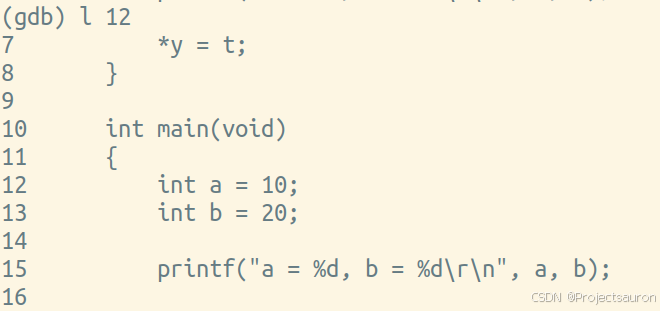 (gdb) l 12
7 *y = t;
8 }
9
10 int main(void)
11 {
12 int a = 10;
13 int b = 20;
14
15 printf("a = %d, b = %d\r\n", a, b);
16
CSDN @Projectsauron